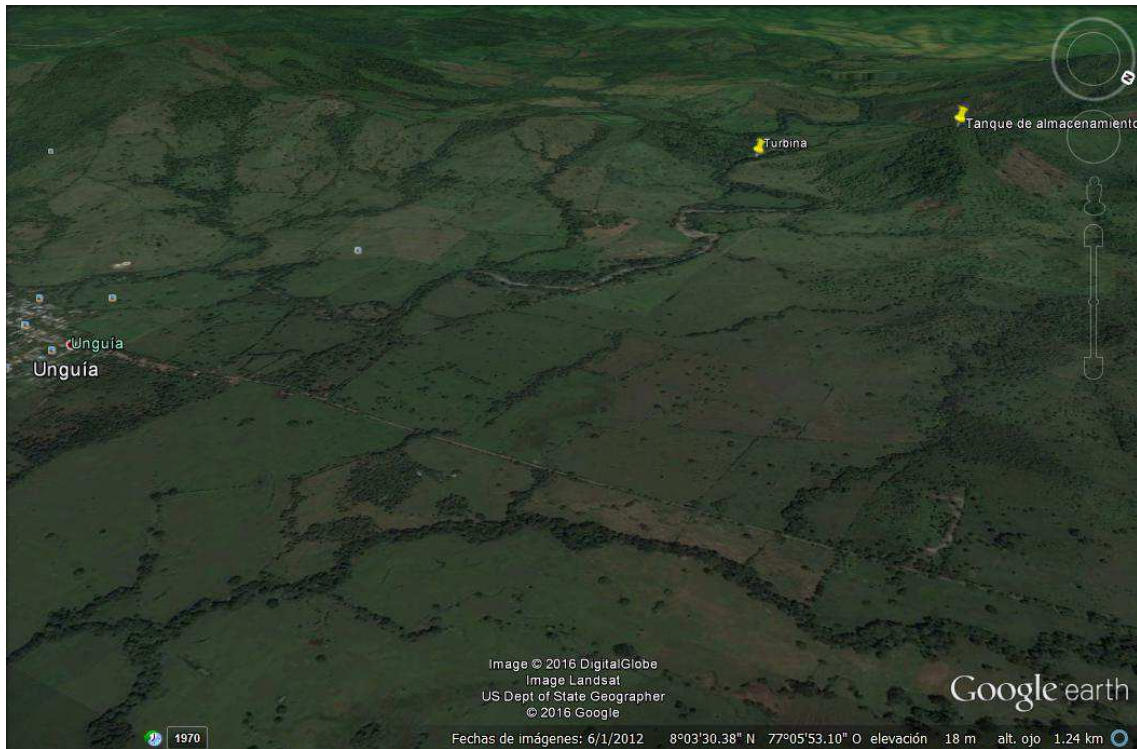 N
Tanque de almacenamiento
Turbina
Unguía
Unguía
Image © 2016 DigitalGlobe
Image Landsat
US Dept of State Geographer
© 2016 Google
Google earth
1970
Fechas de imágenes: 6/1/2012 8°03'30.38" N 77°05'53.10" O elevación 18 m alt. ojo 1.24 km